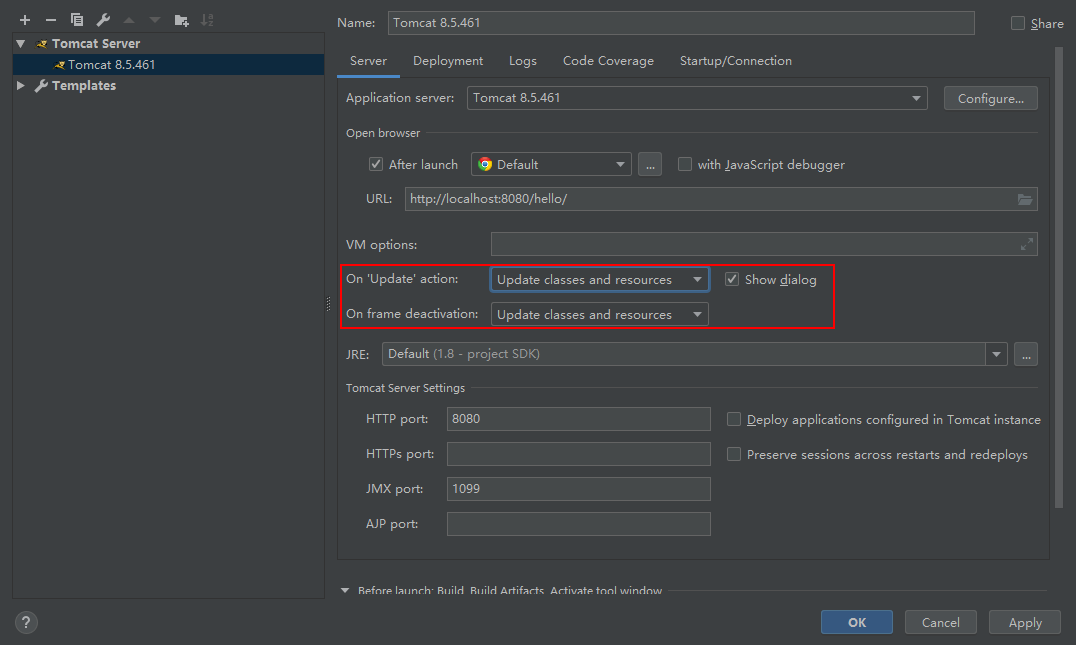 Name: Tomcat 8.5.461 Share
Tomcat Server
Tomcat 8.5.461
Templates
Server Deployment Logs Code Coverage Startup/Connection
Application server: Tomcat 8.5.461 Configure...
Open browser
After launch Default ... with JavaScript debugger
URL: http://localhost:8080/hello/
VM options:
On 'Update' action: Update classes and resources Show dialog
On frame deactivation: Update classes and resources
JRE: Default (1.8 - project SDK) ...
Tomcat Server Settings
HTTP port: 8080 Deploy applications configured in Tomcat instance
HTTPs port: Preserve sessions across restarts and redeploys
JMX port: 1099
AJP port:
Before launch: Build, Build Artifacts, Activate tool window
? OK Cancel Apply